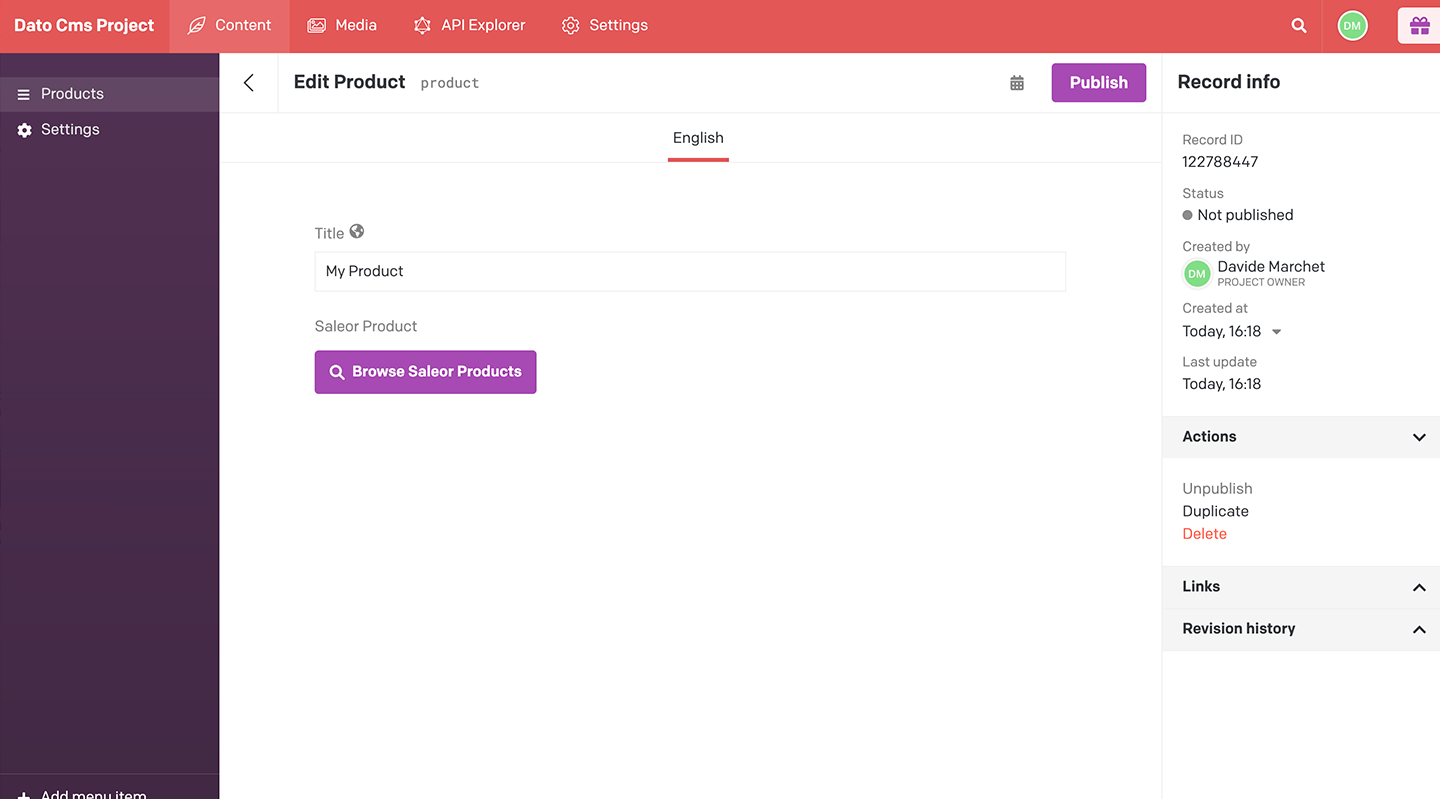 Dato Cms Project
Content
Media
API Explorer
Settings
DM
Products
Settings
Add menu item
Edit Product product
Publish
English
Title
My Product
Saleor Product
Browse Saleor Products
Record info
Record ID
122788447
Status
Not published
Created by
DM
Davide Marchet
PROJECT OWNER
Created at
Today, 16:18
Last update
Today, 16:18
Actions
Unpublish
Duplicate
Delete
Links
Revision history